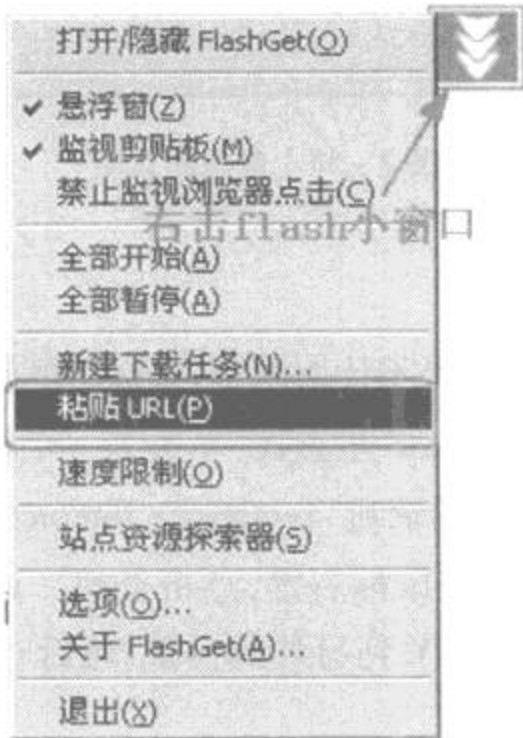 打开/隐藏 FlashGet(O)
悬浮窗(Z)
监视剪贴板(M)
禁止监视浏览器点击(C)
右击flash小窗口
全部开始(A)
全部暂停(A)
新建下载任务(N)...
粘贴 URL(P)
速度限制(O)
站点资源探索器(S)
选项(O)...
关于 FlashGet(A)...
退出(X)